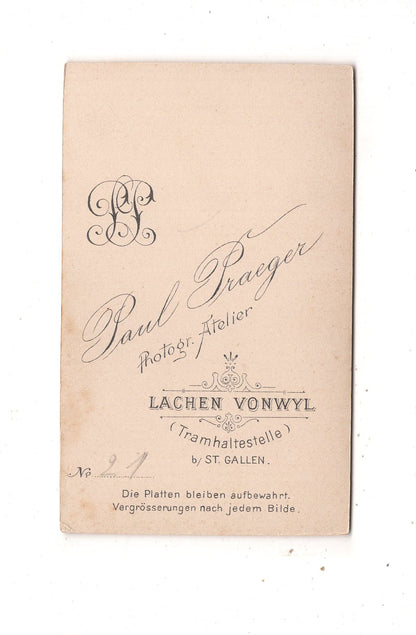 PP
Paul Praeger
Photogr. Atelier
LACHEN VONWYL
(Tramhaltestelle)
b/ ST. GALLEN.
No 21
Die Platten bleiben aufbewahrt.
Vergrösserungen nach jedem Bilde.